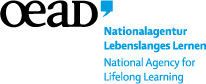 OeAD'
Nationalagentur
Lebenslanges Lernen
National Agency for
Lifelong Learning